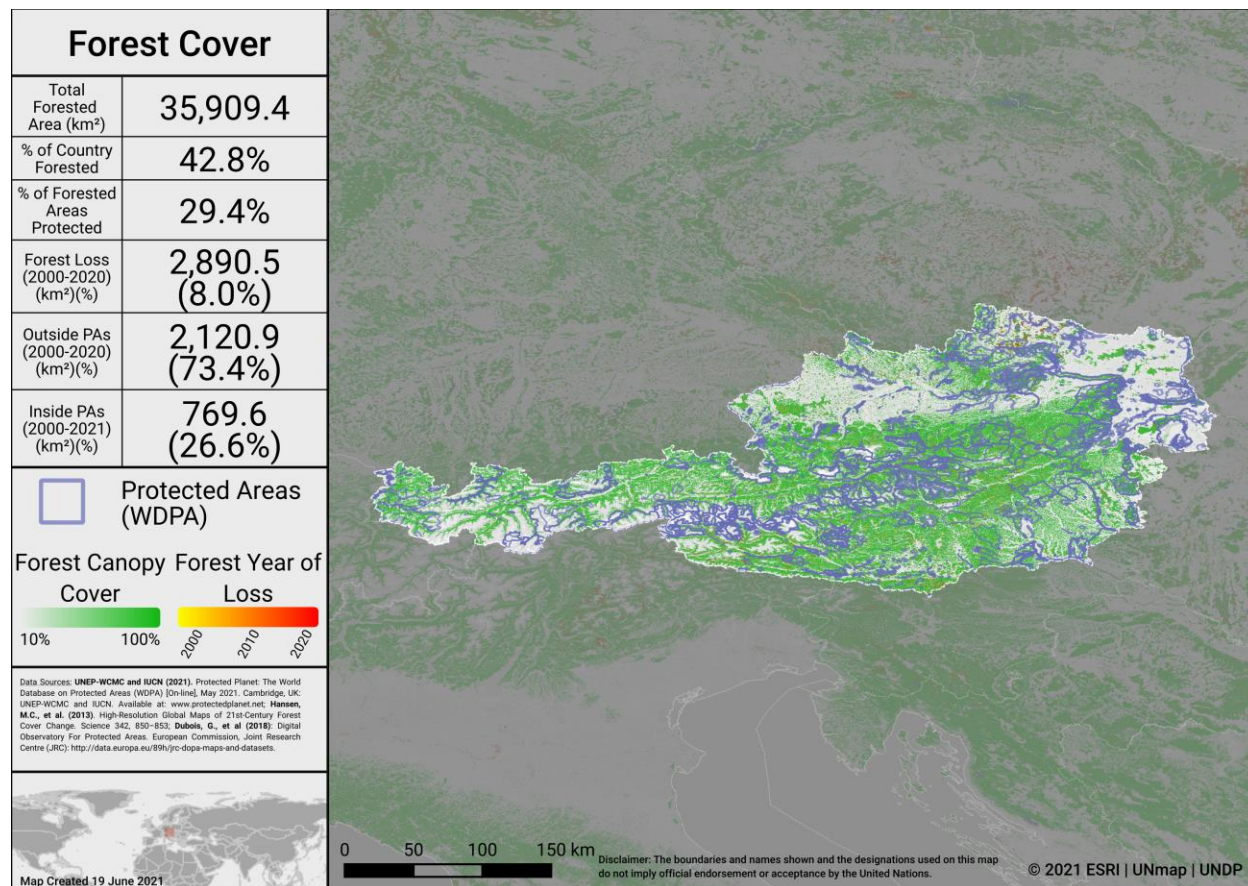 Forest Cover
Total
Forested
Area (km²)
35,909.4
% of Country
Forested
42.8%
% of Forested
Areas
Protected
29.4%
Forest Loss
(2000-2020)
(km²)(%)
2,890.5
(8.0%)
Outside PAs
(2000-2020)
(km²)(%)
2,120.9
(73.4%)
Inside PAs
(2000-2021)
(km²)(%)
769.6
(26.6%)
Protected Areas
(WDPA)
Forest Canopy
Cover
10% 100%
Forest Year of
Loss
2000 2010 2020
Data Sources: UNEP-WCMC and IUCN (2021). Protected Planet: The World
Database on Protected Areas (WDPA) [On-line], May 2021. Cambridge, UK:
UNEP-WCMC and IUCN. Available at: www.protectedplanet.net; Hansen,
M.C., et al. (2013). High-Resolution Global Maps of 21st-Century Forest
Cover Change. Science 342, 850–853; Dubois, G., et al (2018): Digital
Observatory For Protected Areas. European Commission, Joint Research
Centre (JRC): http://data.europa.eu/89h/jrc-dopa-maps-and-datasets.
Map Created 19 June 2021
0 50 100 150 km
Disclaimer: The boundaries and names shown and the designations used on this map
do not imply official endorsement or acceptance by the United Nations.
© 2021 ESRI | UNmap | UNDP